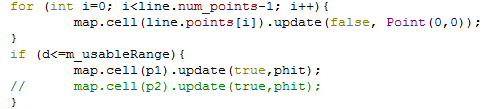 for (int i=0; i<line.num_points-1; i++){
        map.cell(line.points[i]).update(false, Point(0,0));
}
if (d<=m_usableRange){
        map.cell(p1).update(true,phit);
//      map.cell(p2).update(true,phit);
}